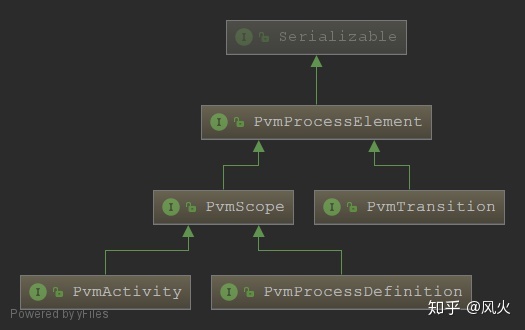 I Serializable
I PvmProcessElement
I PvmScope
I PvmTransition
I PvmActivity
I PvmProcessDefinition
Powered by yFiles
知乎 @风火